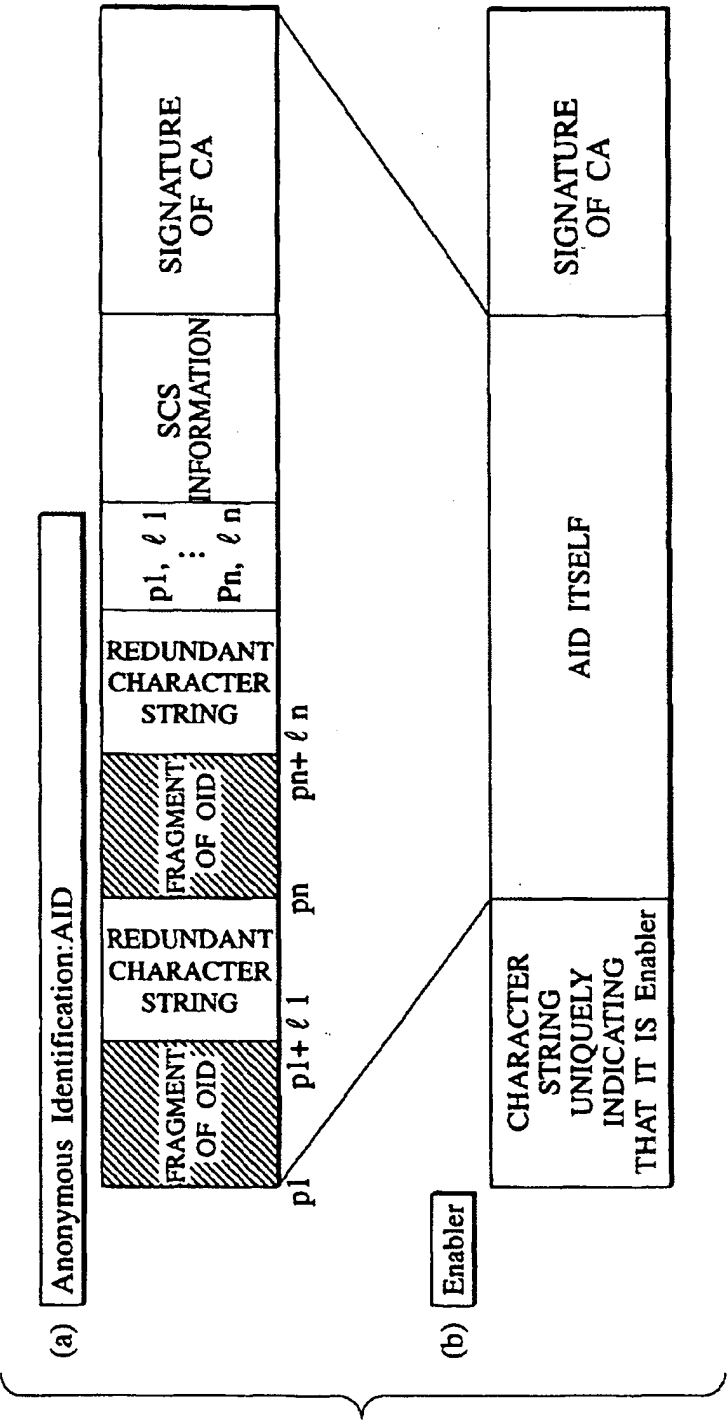 (a) Anonymous Identification:AID
FRAGMENT
OF OID
REDUNDANT
CHARACTER
STRING
FRAGMENT
OF OID
REDUNDANT
CHARACTER
STRING
p1, ℓ 1
⋮
Pn, ℓ n
SCS
INFORMATION
SIGNATURE
OF CA
p1
p1+ ℓ 1
pn
pn+ ℓ n
(b) Enabler
CHARACTER
STRING
UNIQUELY
INDICATING
THAT IT IS Enabler
AID ITSELF
SIGNATURE
OF CA